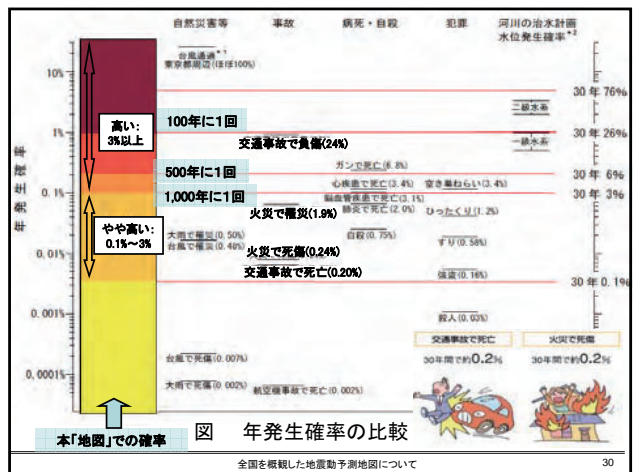 自然災害等
事故
病死・自殺
犯罪
河川の治水計画
水位発生確率*2
年発生確率
10%
1%
0.1%
0.01%
0.001%
0.0001%
高い:
3%以上
やや高い:
0.1%~3%
100年に1回
500年に1回
1,000年に1回
本「地図」での確率
台風通過*1
東京都周辺(ほぼ100%)
大雨で罹災(0.50%)
台風で罹災(0.48%)
台風で死傷(0.007%)
大雨で死傷(0.002%)
交通事故で負傷(24%)
火災で罹災(1.9%)
火災で死傷(0.24%)
交通事故で死亡(0.20%)
航空機事故で死亡(0.002%)
ガンで死亡(6.8%)
心疾患で死亡(3.4%)
脳血管疾患で死亡(3.1%)
肺炎で死亡(2.0%)
自殺(0.75%)
空き巣ねらい(3.4%)
ひったくり(1.2%)
すり(0.58%)
強盗(0.16%)
殺人(0.03%)
二級水系
一級水系
30年76%
30年26%
30年 6%
30年 3%
30年0.1%
交通事故で死亡
30年間で約0.2%
火災で死傷
30年間で約0.2%
図 年発生確率の比較
全国を概観した地震動予測地図について
30